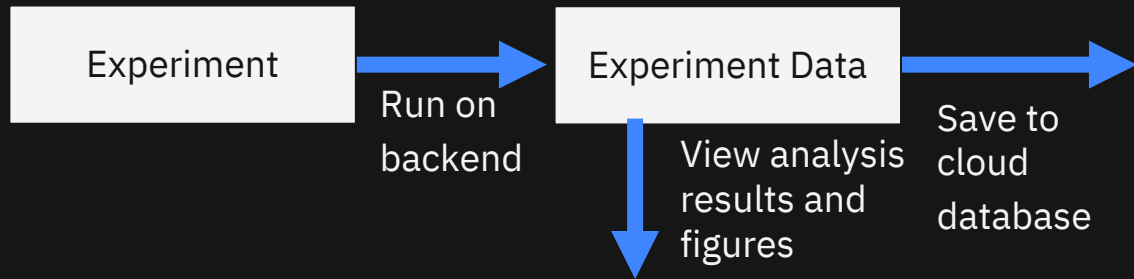 Experiment
Run on
backend
Experiment Data
View analysis
results and
figures
Save to
cloud
database